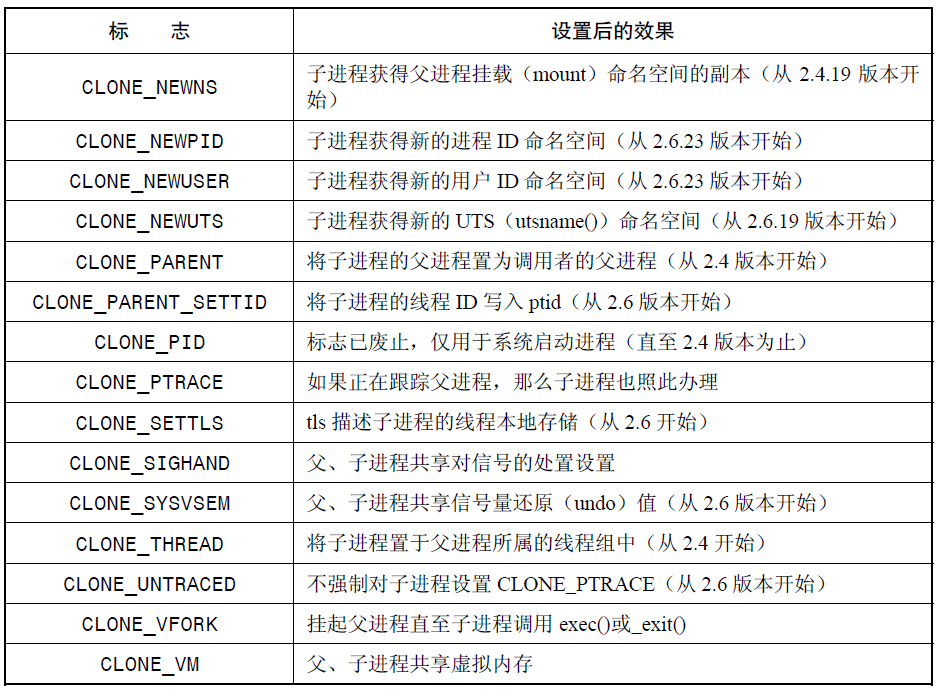 标 志 设置后的效果
CLONE_NEWNS 子进程获得父进程挂载（mount）命名空间的副本（从 2.4.19 版本开
始）
CLONE_NEWPID 子进程获得新的进程 ID 命名空间（从 2.6.23 版本开始）
CLONE_NEWUSER 子进程获得新的用户 ID 命名空间（从 2.6.23 版本开始）
CLONE_NEWUTS 子进程获得新的 UTS（utsname()）命名空间（从 2.6.19 版本开始）
CLONE_PARENT 将子进程的父进程置为调用者的父进程（从 2.4 版本开始）
CLONE_PARENT_SETTID 将子进程的线程 ID 写入 ptid（从 2.6 版本开始）
CLONE_PID 标志已废止，仅用于系统启动进程（直至 2.4 版本为止）
CLONE_PTRACE 如果正在跟踪父进程，那么子进程也照此办理
CLONE_SETTLS tls 描述子进程的线程本地存储（从 2.6 开始）
CLONE_SIGHAND 父、子进程共享对信号的处置设置
CLONE_SYSVSEM 父、子进程共享信号量还原（undo）值（从 2.6 版本开始）
CLONE_THREAD 将子进程置于父进程所属的线程组中（从 2.4 开始）
CLONE_UNTRACED 不强制对子进程设置 CLONE_PTRACE（从 2.6 版本开始）
CLONE_VFORK 挂起父进程直至子进程调用 exec()或_exit()
CLONE_VM 父、子进程共享虚拟内存